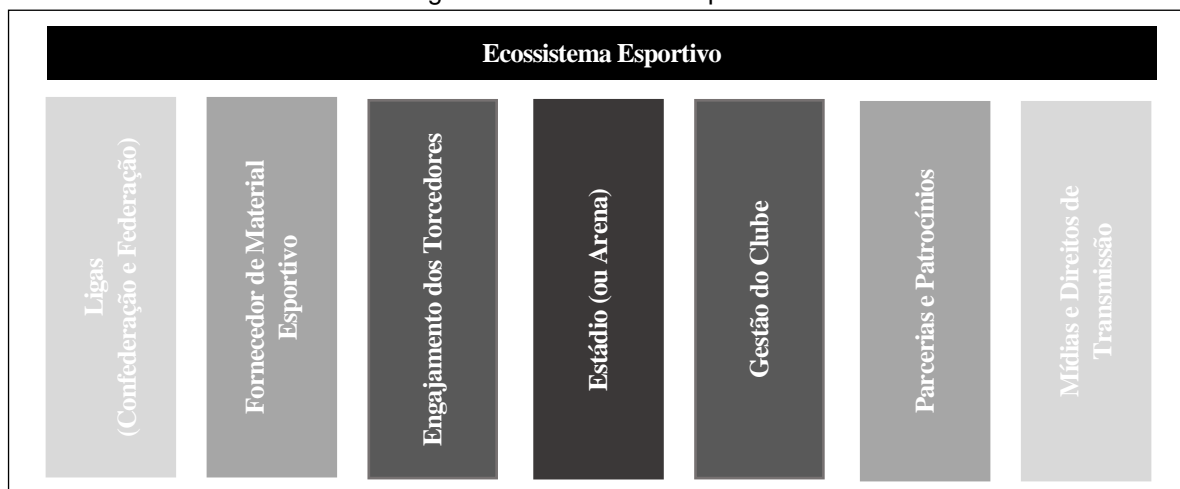 Ecossistema Esportivo
Ligas
(Confederação e Federação)
Fornecedor de Material
Esportivo
Engajamento dos Torcedores
Estádio (ou Arena)
Gestão do Clube
Parcerias e Patrocínios
Mídias e Direitos de
Transmissão